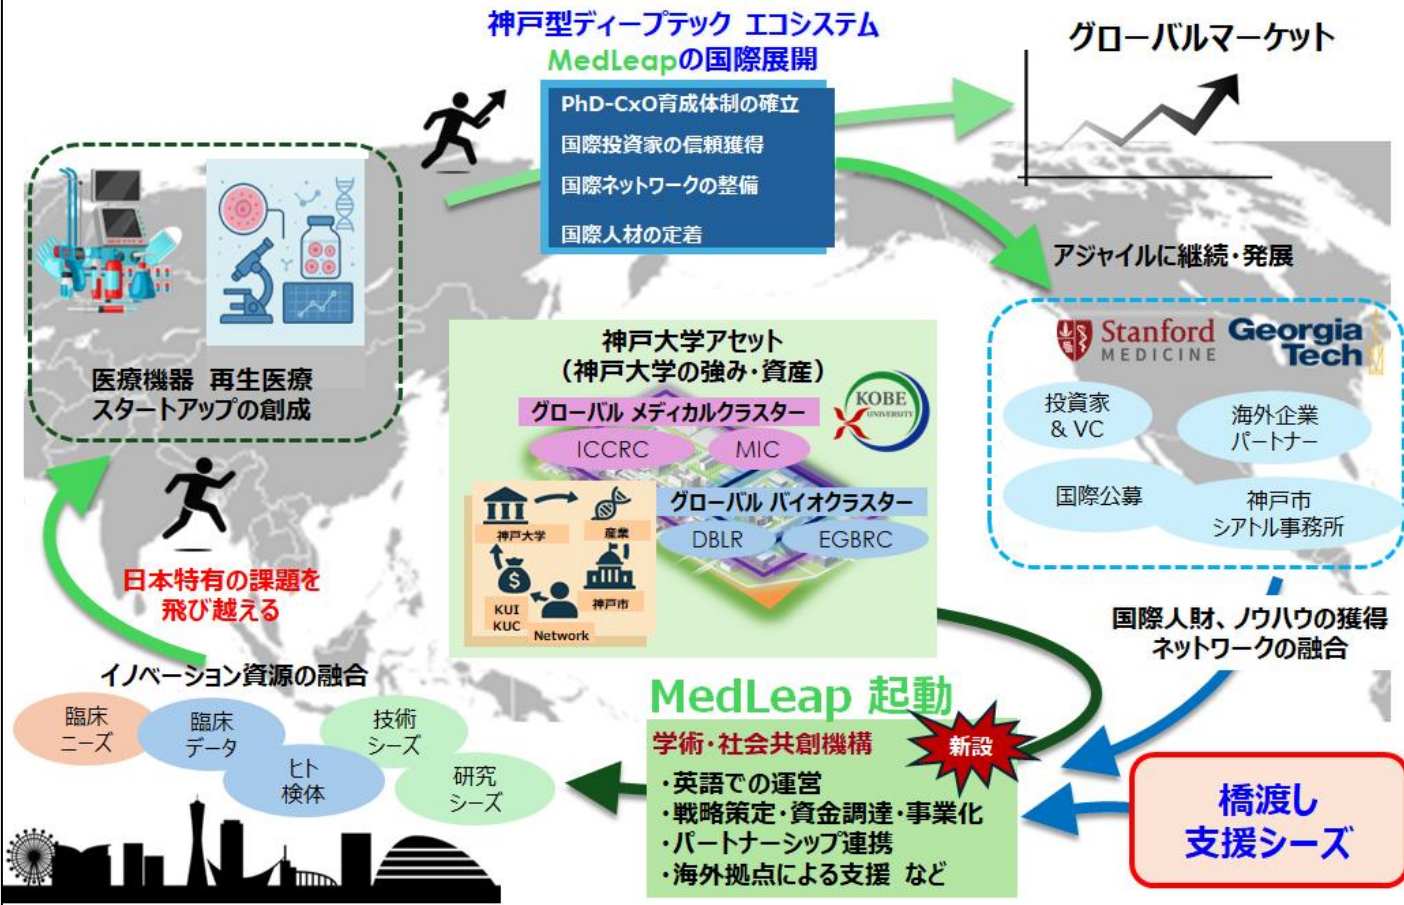 神戸型ディープテック エコシステム
MedLeapの国際展開
PhD-CxO育成体制の確立
国際投資家の信頼獲得
国際ネットワークの整備
国際人材の定着
グローバルマーケット
アジャイルに継続・発展
Stanford
MEDICINE
Georgia
Tech
投資家
& VC
海外企業
パートナー
国際公募
神戸市
シアトル事務所
医療機器 再生医療
スタートアップの創成
神戸大学アセット
（神戸大学の強み・資産）
KOBE
UNIVERSITY
グローバル メディカルクラスター
ICCRC
MIC
グローバル バイオクラスター
DBLR
EGBRC
神戸大学
産業
神戸市
KUI
KUC
Network
日本特有の課題を
飛び越える
イノベーション資源の融合
臨床
ニーズ
臨床
データ
ヒト
検体
技術
シーズ
研究
シーズ
国際人財、ノウハウの獲得
ネットワークの融合
MedLeap 起動
学術・社会共創機構
新設
・英語での運営
・戦略策定・資金調達・事業化
・パートナーシップ連携
・海外拠点による支援 など
橋渡し
支援シーズ